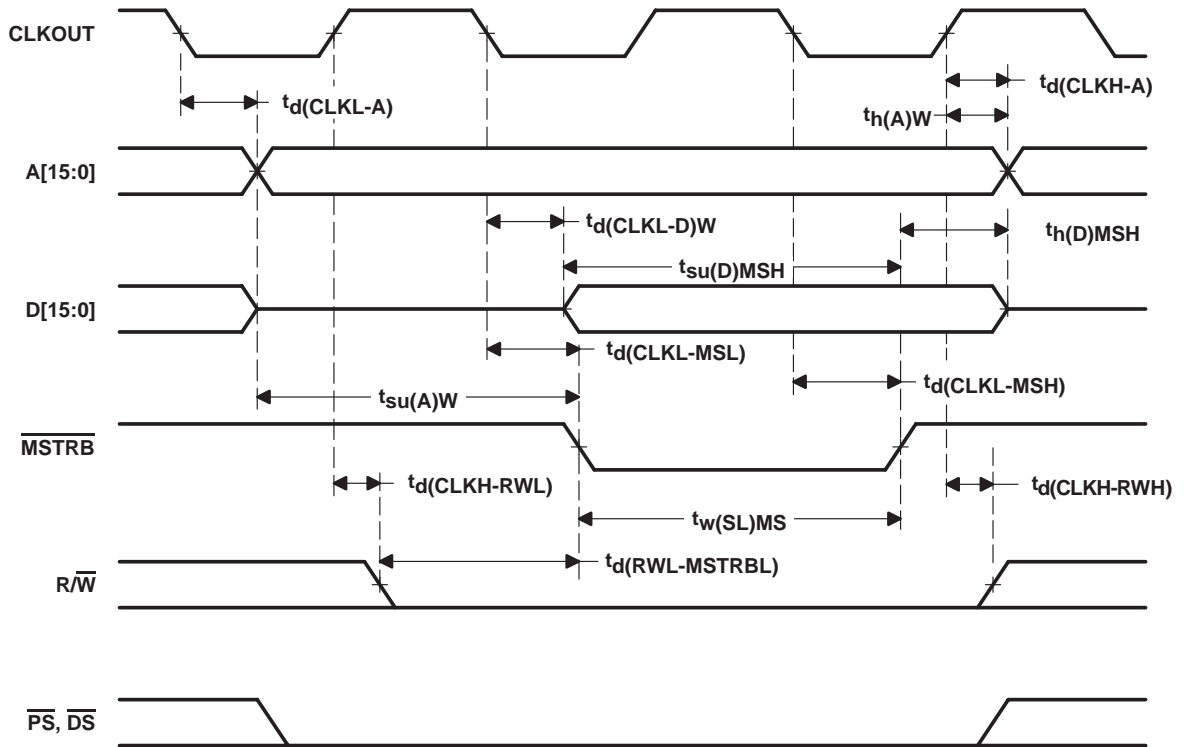 CLKOUT
td(CLKL-A)
td(CLKH-A)
th(A)W
A[15:0]
td(CLKL-D)W
th(D)MSH
tsu(D)MSH
D[15:0]
td(CLKL-MSL)
td(CLKL-MSH)
tsu(A)W
MSTRB
td(CLKH-RWL)
td(CLKH-RWH)
tw(SL)MS
td(RWL-MSTRBL)
R/W
PS, DS